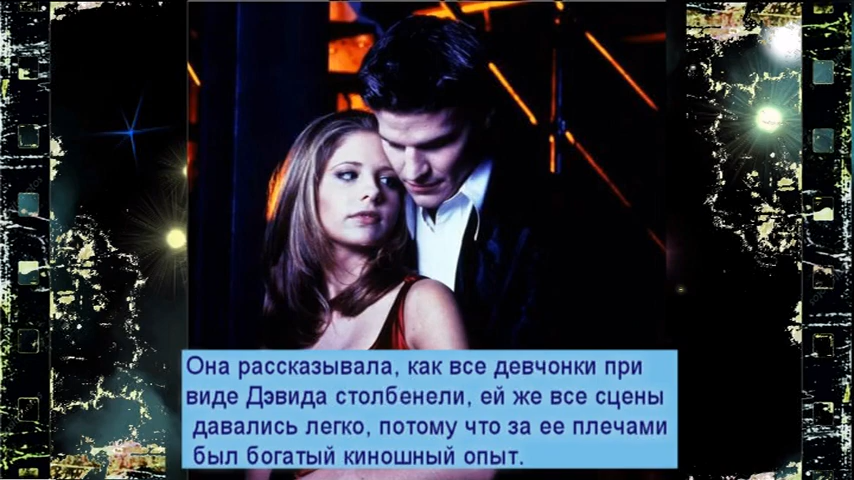 Она рассказывала, как все девчонки при
виде Дэвида столбенели, ей же все сцены
давались легко, потому что за ее плечами
был богатый киношный опыт.